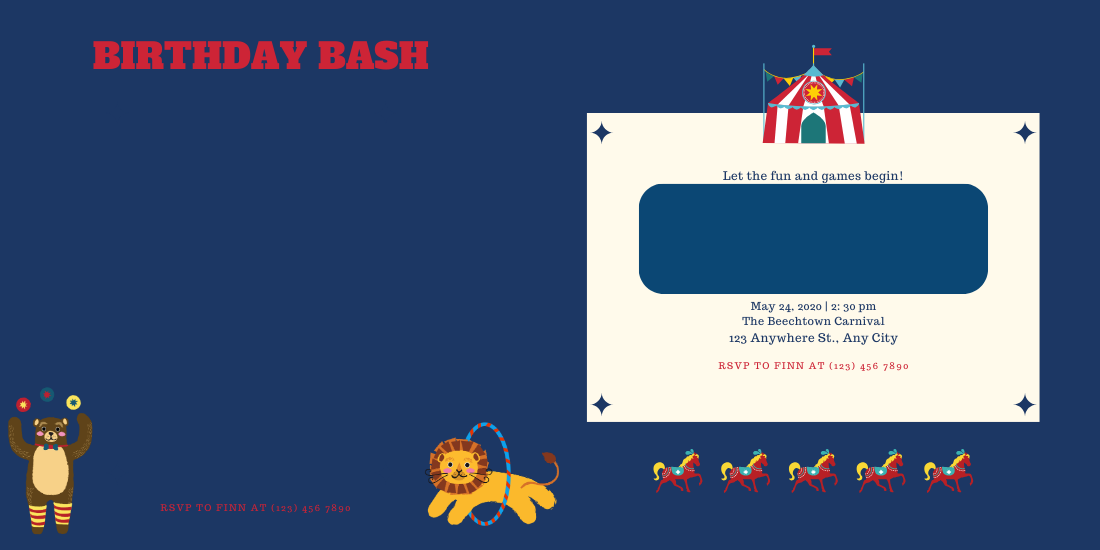 BIRTHDAY BASH
RSVP TO FINN AT (123) 456 7890
Let the fun and games begin!
May 24, 2020 | 2: 30 pm
The Beechtown Carnival
123 Anywhere St., Any City
RSVP TO FINN AT (123) 456 7890